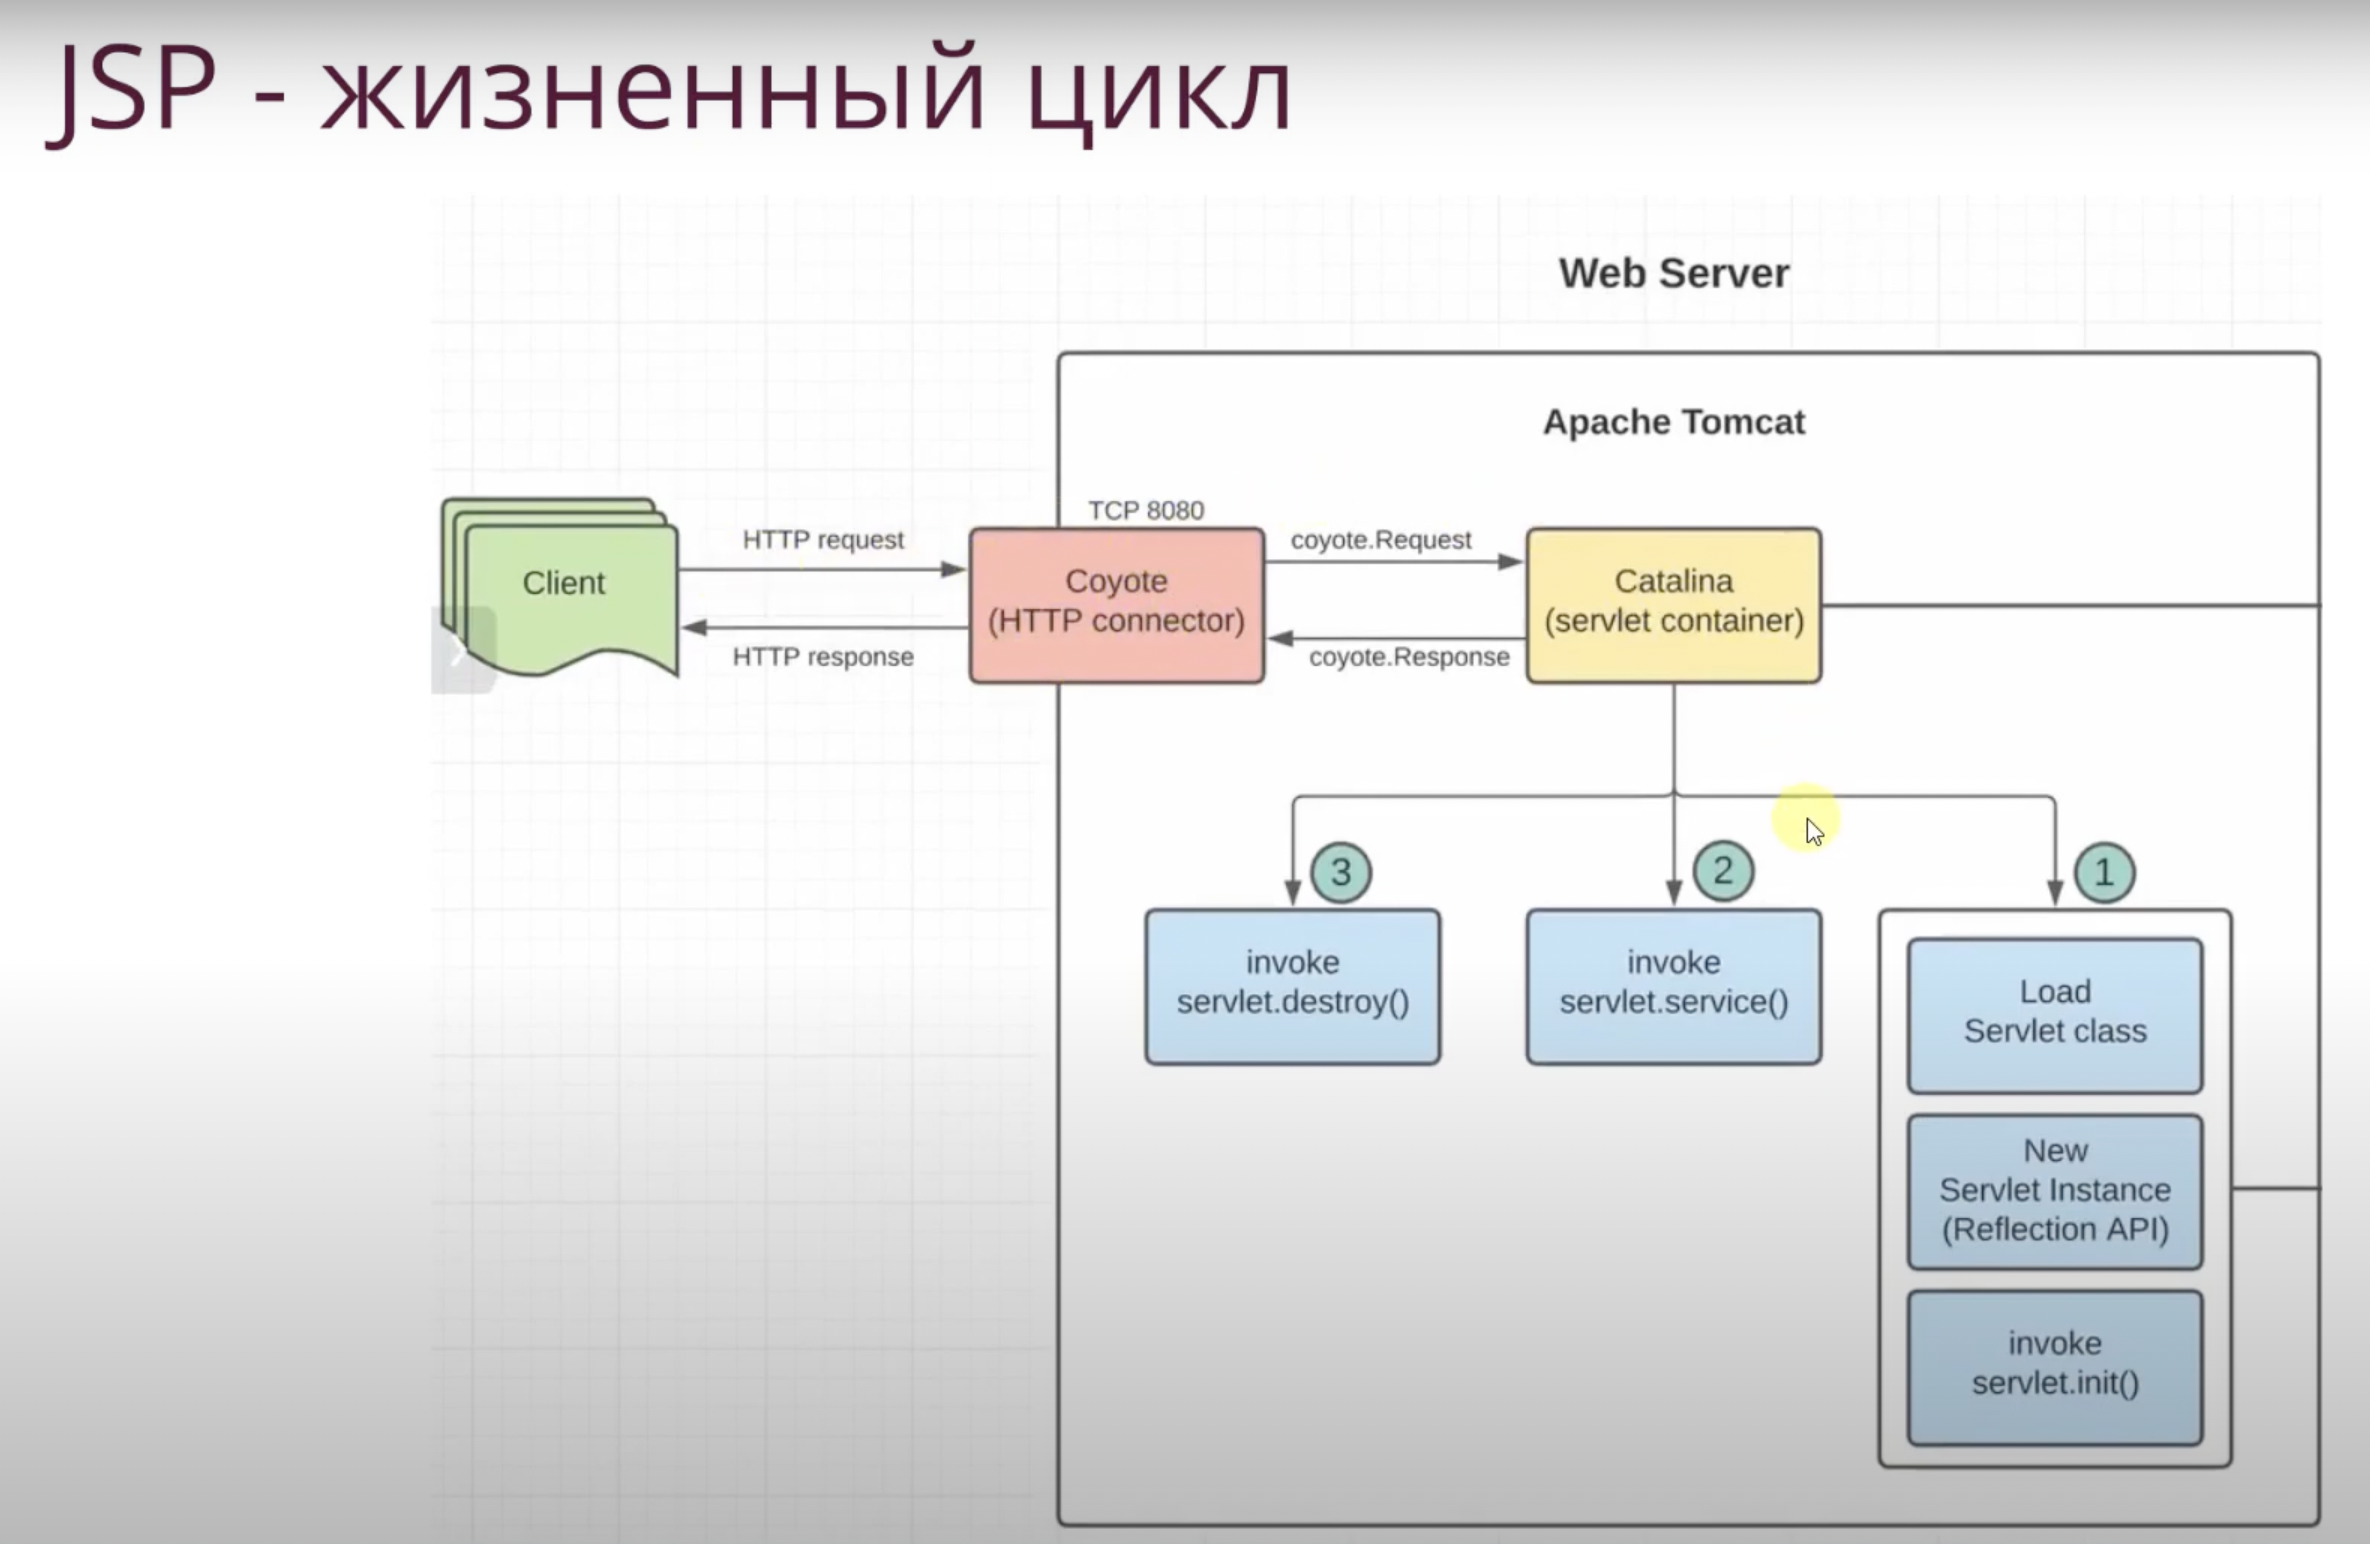 JSP - жизненный цикл
Web Server
Apache Tomcat
TCP 8080
Client
HTTP request
HTTP response
Coyote
(HTTP connector)
coyote.Request
coyote.Response
Catalina
(servlet container)
3
invoke
servlet.destroy()
2
invoke
servlet.service()
1
Load
Servlet class
New
Servlet Instance
(Reflection API)
invoke
servlet.init()